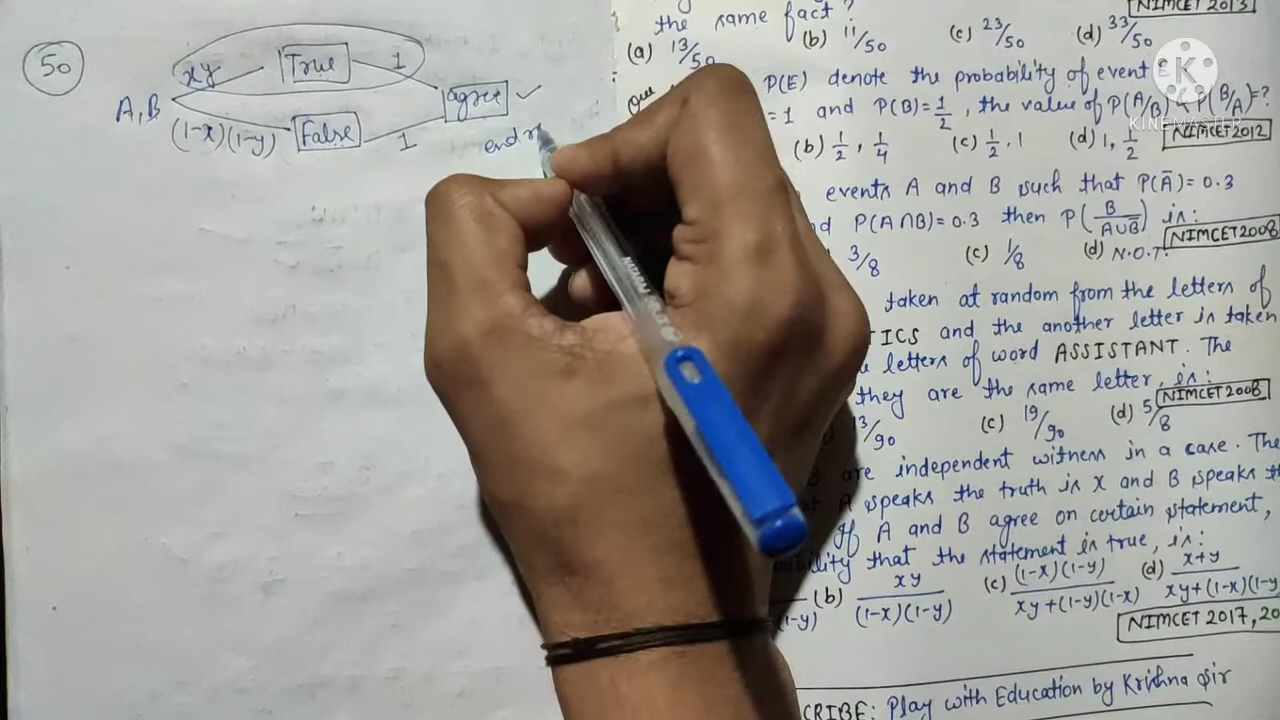 50
xy True 1
A,B agree ✓
(1-x)(1-y) False 1
end
NIMCET 2013
the same fact?
(a) 13/50 (b) 11/50 (c) 23/50 (d) 33/50
que P(E) denote the probability of event E
= 1 and P(B) = 1/2, the value of P(A/B) & P(B/A) = ?
(b) 1/2, 1/4 (c) 1/2, 1 (d) 1, 1/2
NIMCET 2012
events A and B such that P(Ā) = 0.3
P(A∩B) = 0.3 then P(B/A∪B̄) is:
3/8 (c) 1/8 (d) N.O.T.
NIMCET 2008
taken at random from the letters of
TICS and the another letter is taken
letters of word ASSISTANT. The
they are the same letter, is:
/90 (c) 19/90 (d) 5/8
NIMCET 2008
are independent witness in a case. The
A speaks the truth is x and B speaks
If A and B agree on certain statement,
that the statement is true, is:
(1-y) (b) xy/(1-x)(1-y) (c) (1-x)(1-y)/xy+(1-y)(1-x) (d) x+y/xy+(1-x)(1-y
NIMCET 2017, 20
CRIBE: Play with Education by Krishna Sir
K
KINEMASTER